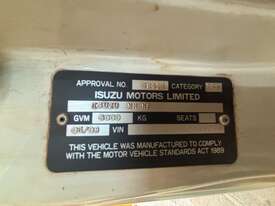 APPROVAL NO. CATEGORY
ISUZU MOTORS LIMITED
ISUZU
GVM KG SEATS
VIN
THIS VEHICLE WAS MANUFACTURED TO COMPLY
WITH THE MOTOR VEHICLE STANDARDS ACT 1989